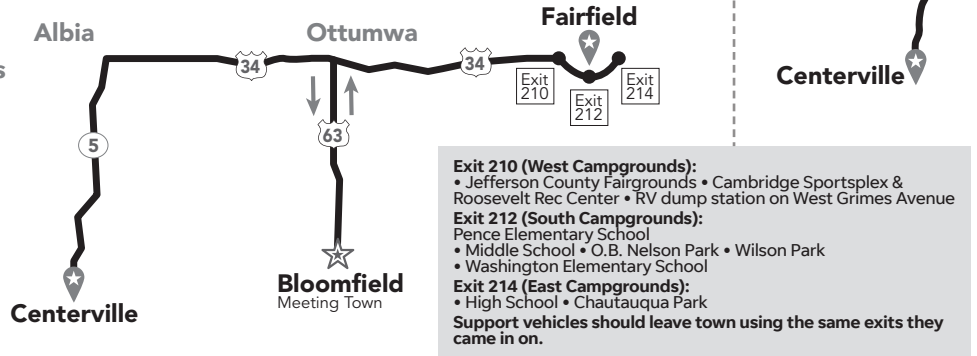 Fairfield
Albia
Ottumwa
s
34
34
Centerville
Exit
210
Exit
212
Exit
214
63
5
Exit 210 (West Campgrounds):
• Jefferson County Fairgrounds • Cambridge Sportsplex &
Roosevelt Rec Center • RV dump station on West Grimes Avenue
Exit 212 (South Campgrounds):
Pence Elementary School
• Middle School • O.B. Nelson Park • Wilson Park
• Washington Elementary School
Exit 214 (East Campgrounds):
• High School • Chautauqua Park
Support vehicles should leave town using the same exits they
came in on.
Bloomfield
Meeting Town
Centerville